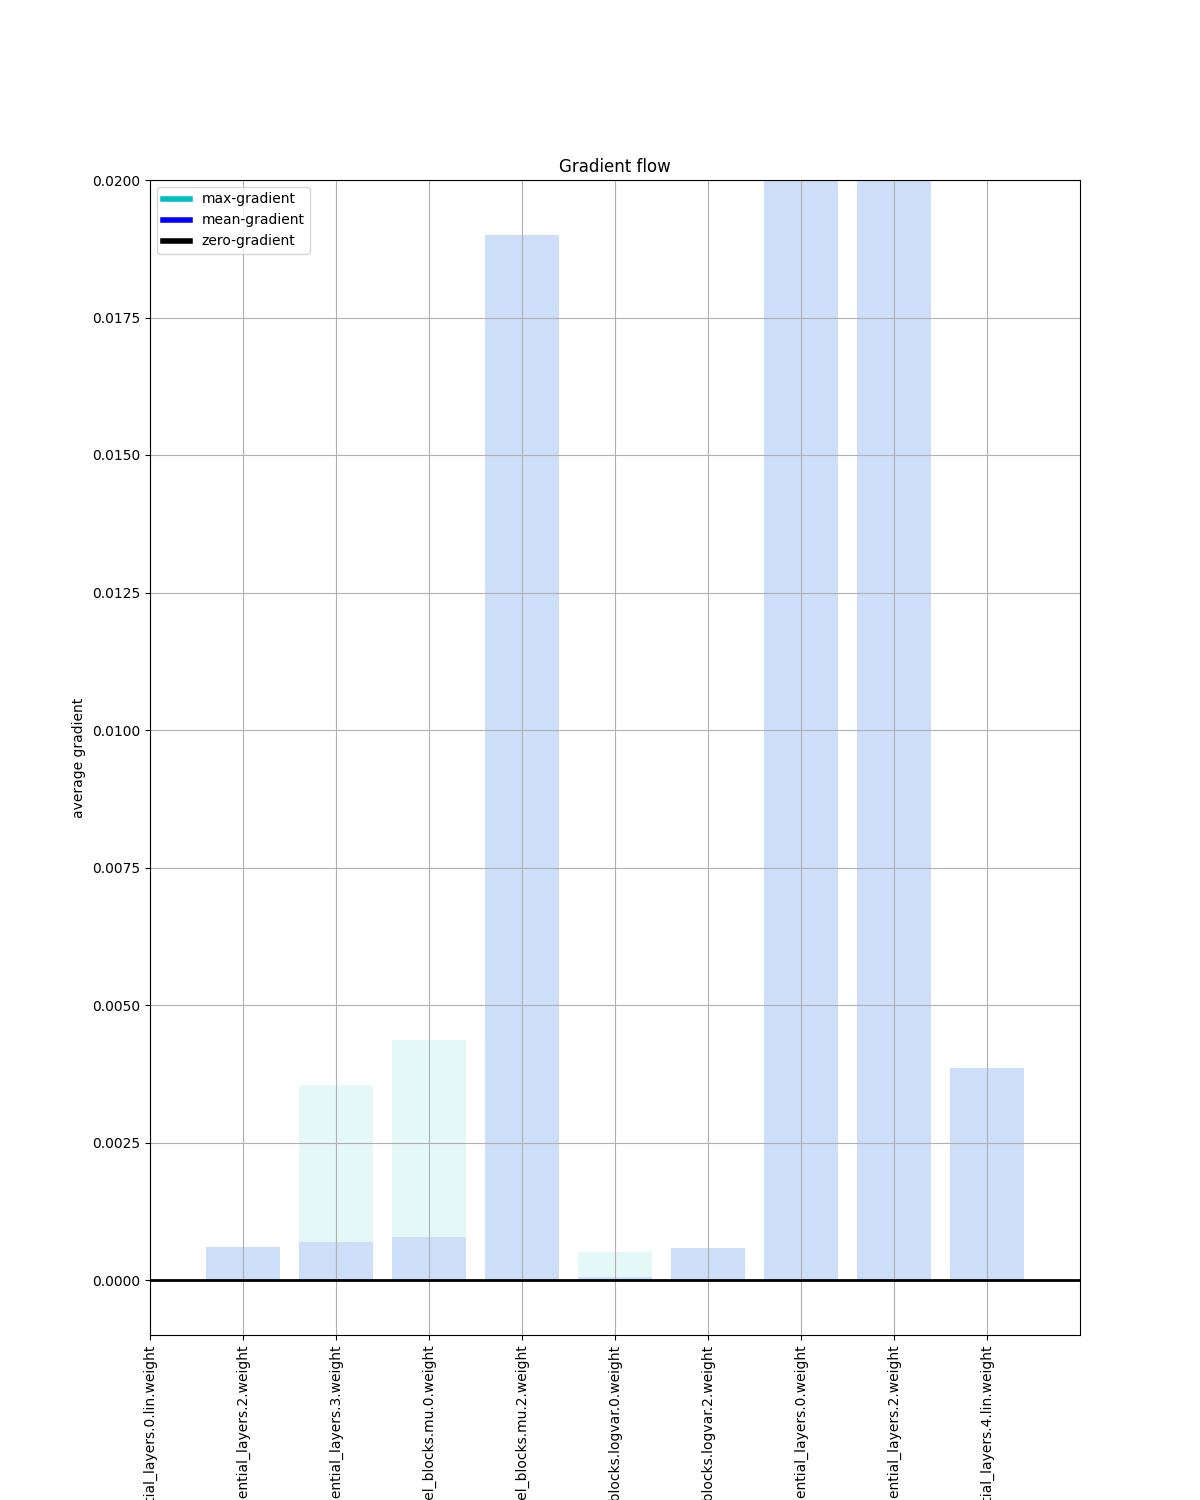 Gradient flow
max-gradient
mean-gradient
zero-gradient
average gradient
0.0200
0.0175
0.0150
0.0125
0.0100
0.0075
0.0050
0.0025
0.0000
tial_layers.0.lin.weight
ential_layers.2.weight
ential_layers.3.weight
el_blocks.mu.0.weight
el_blocks.mu.2.weight
blocks.logvar.0.weight
blocks.logvar.2.weight
ential_layers.0.weight
ential_layers.2.weight
tial_layers.4.lin.weight